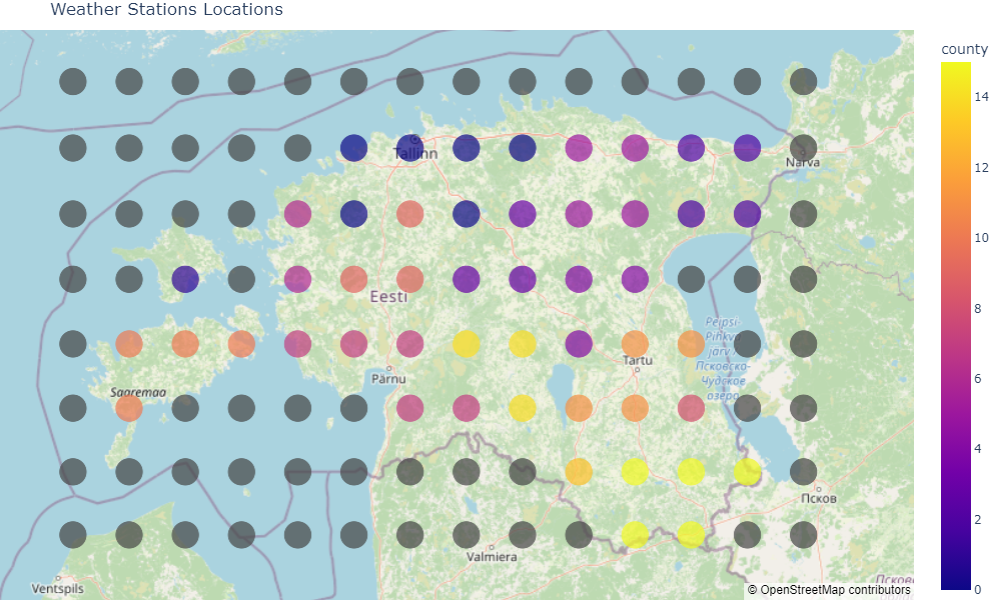 Weather Stations Locations
county
14
12
10
8
6
4
2
0
Tallinn
Narva
Eesti
Peipsi-
Pihkva
järv /
Псковско-
Чудское
озеро
Tartu
Pärnu
Saaremaa
Псков
Valmiera
Ventspils
© OpenStreetMap contributors